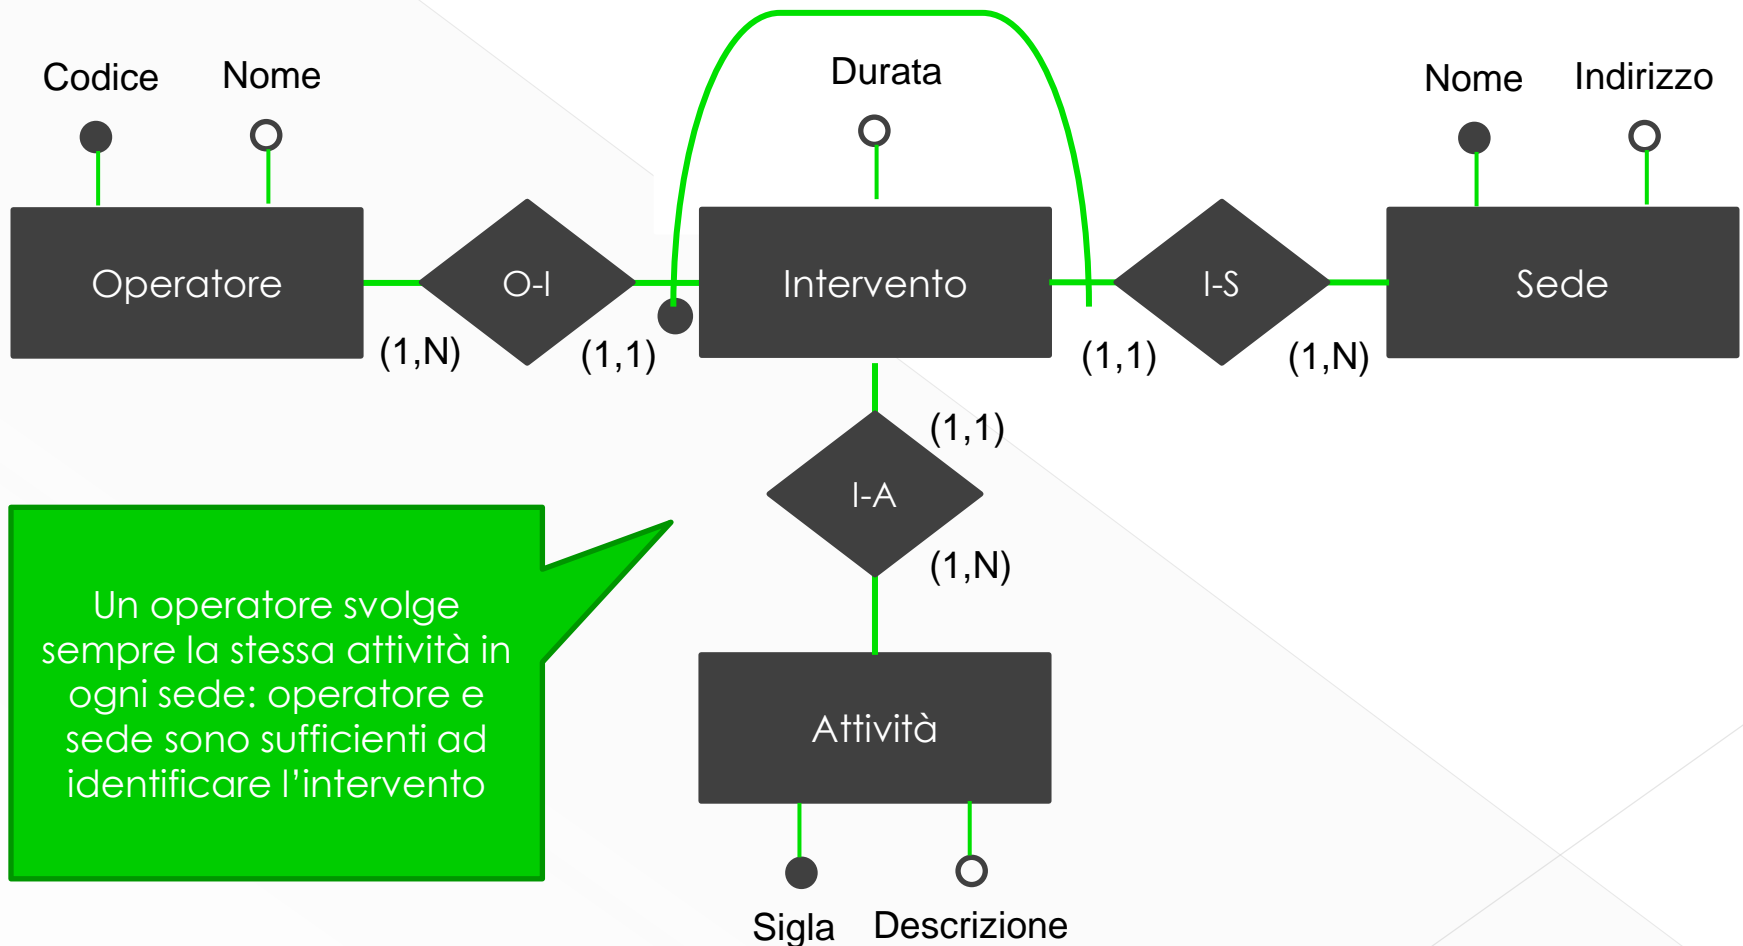 Codice
Nome
Durata
Nome
Indirizzo
Operatore
O-I
Intervento
I-S
Sede
(1,N)
(1,1)
(1,1)
(1,N)
(1,1)
I-A
(1,N)
Un operatore svolge
sempre la stessa attività in
ogni sede: operatore e
sede sono sufficienti ad
identificare l’intervento
Attività
Sigla
Descrizione